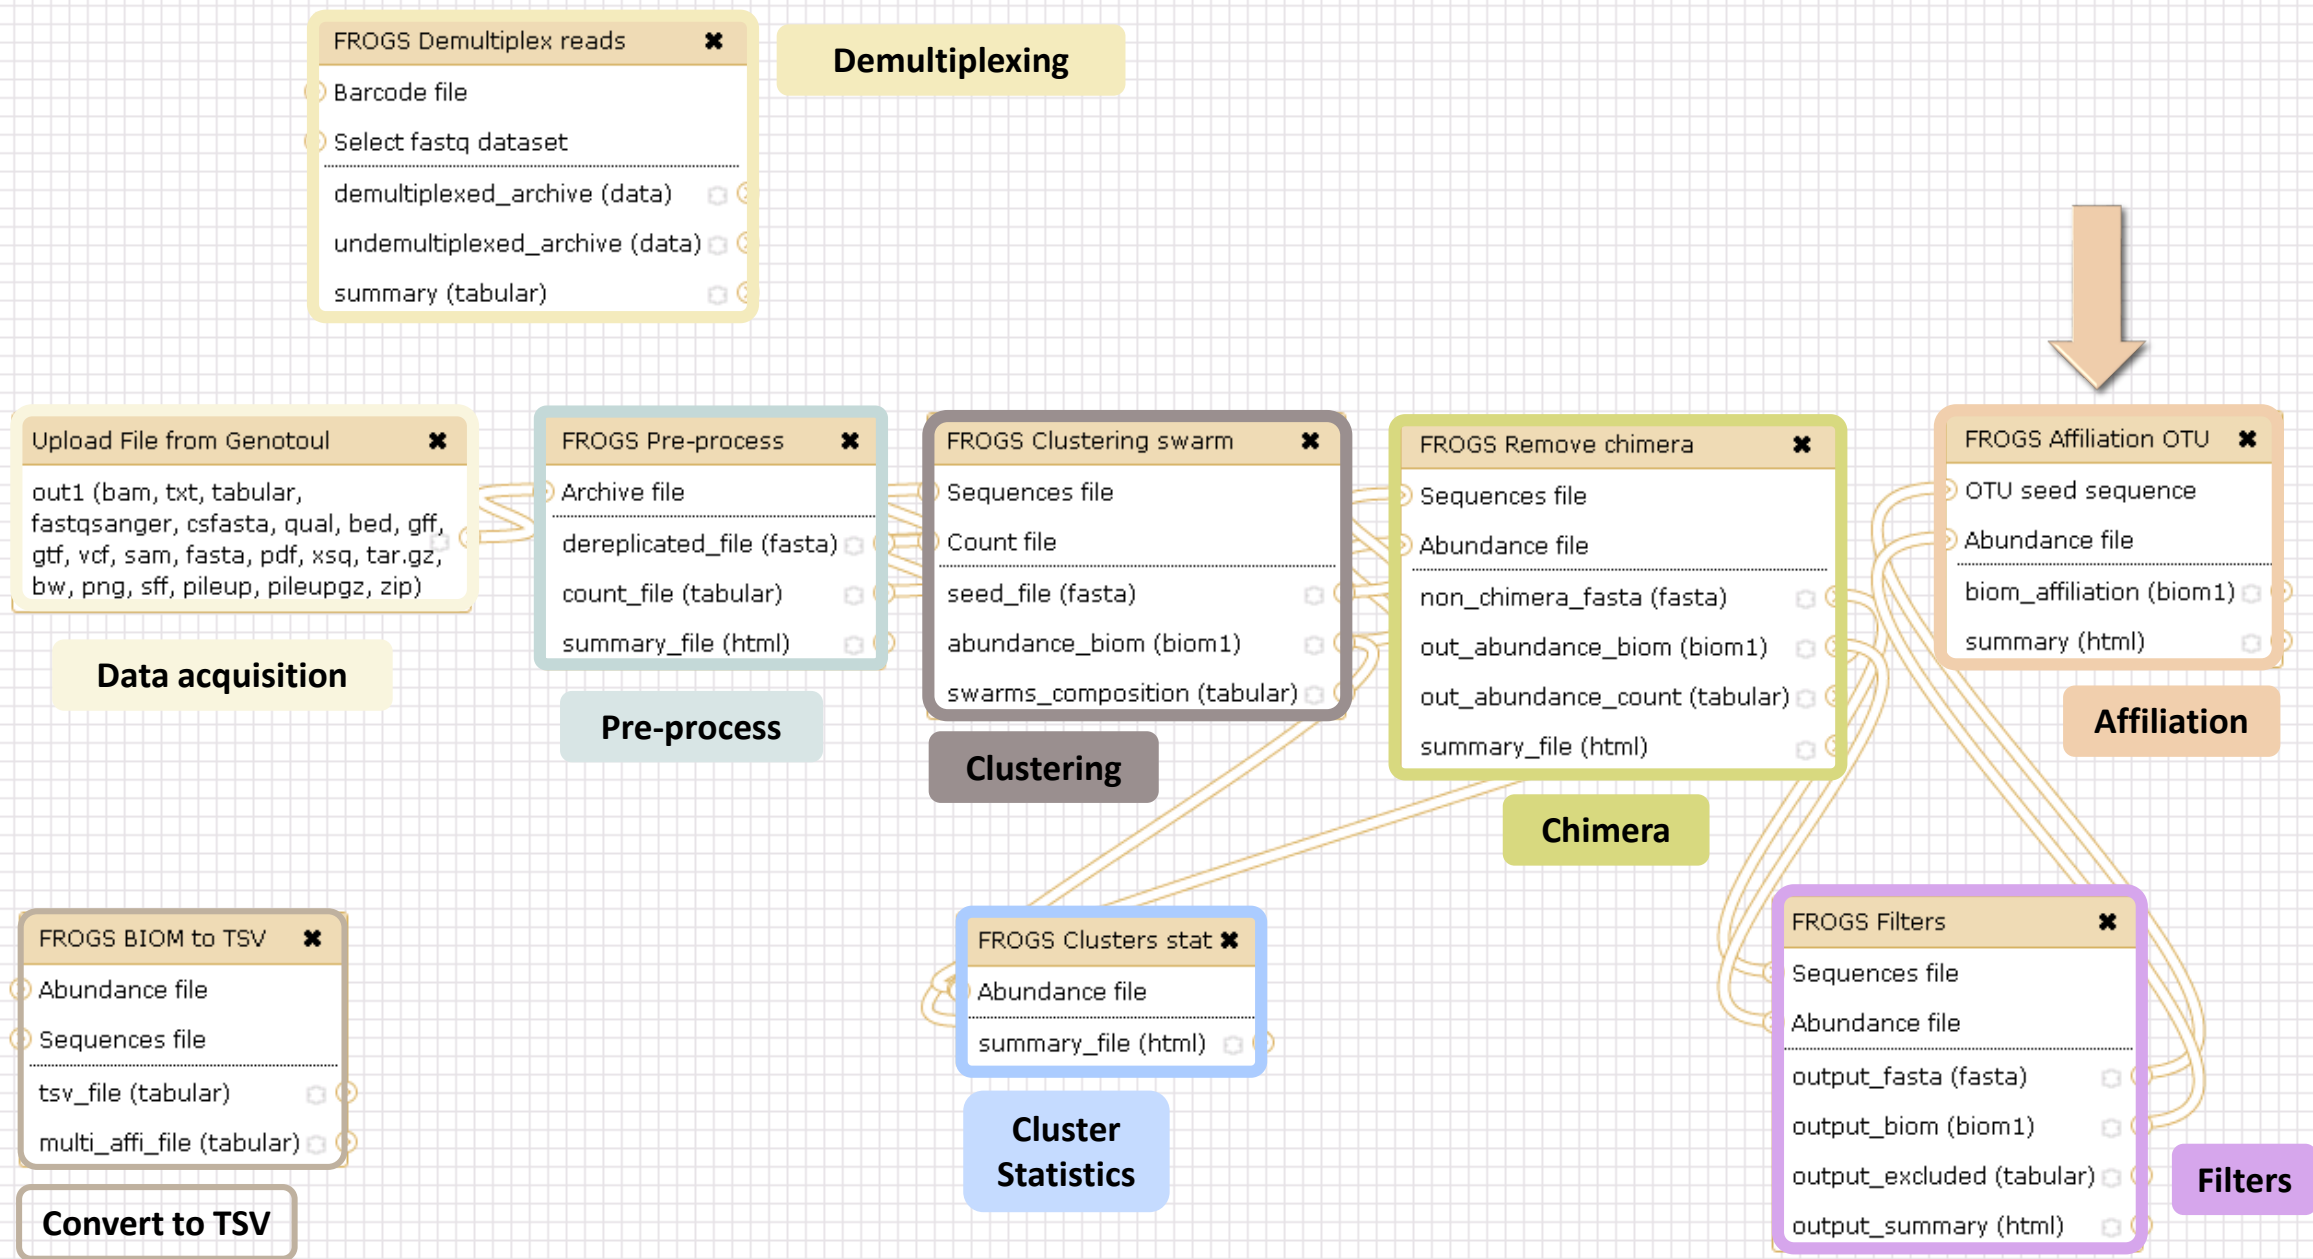 FROGS Demultiplex reads
Barcode file
Select fastq dataset
demultiplexed_archive (data)
undemultiplexed_archive (data)
summary (tabular)
Demultiplexing
Upload File from Genotoul
out1 (bam, txt, tabular,
fastqsanger, csfasta, qual, bed, gff,
gtf, vcf, sam, fasta, pdf, xsq, tar.gz,
bw, png, sff, pileup, pileupgz, zip)
Data acquisition
FROGS Pre-process
Archive file
dereplicated_file (fasta)
count_file (tabular)
summary_file (html)
Pre-process
FROGS Clustering swarm
Sequences file
Count file
seed_file (fasta)
abundance_biom (biom1)
swarms_composition (tabular)
Clustering
FROGS Remove chimera
Sequences file
Abundance file
non_chimera_fasta (fasta)
out_abundance_biom (biom1)
out_abundance_count (tabular)
summary_file (html)
Chimera
FROGS Affiliation OTU
OTU seed sequence
Abundance file
biom_affiliation (biom1)
summary (html)
Affiliation
FROGS BIOM to TSV
Abundance file
Sequences file
tsv_file (tabular)
multi_affi_file (tabular)
Convert to TSV
FROGS Clusters stat
Abundance file
summary_file (html)
Cluster
Statistics
FROGS Filters
Sequences file
Abundance file
output_fasta (fasta)
output_biom (biom1)
output_excluded (tabular)
output_summary (html)
Filters